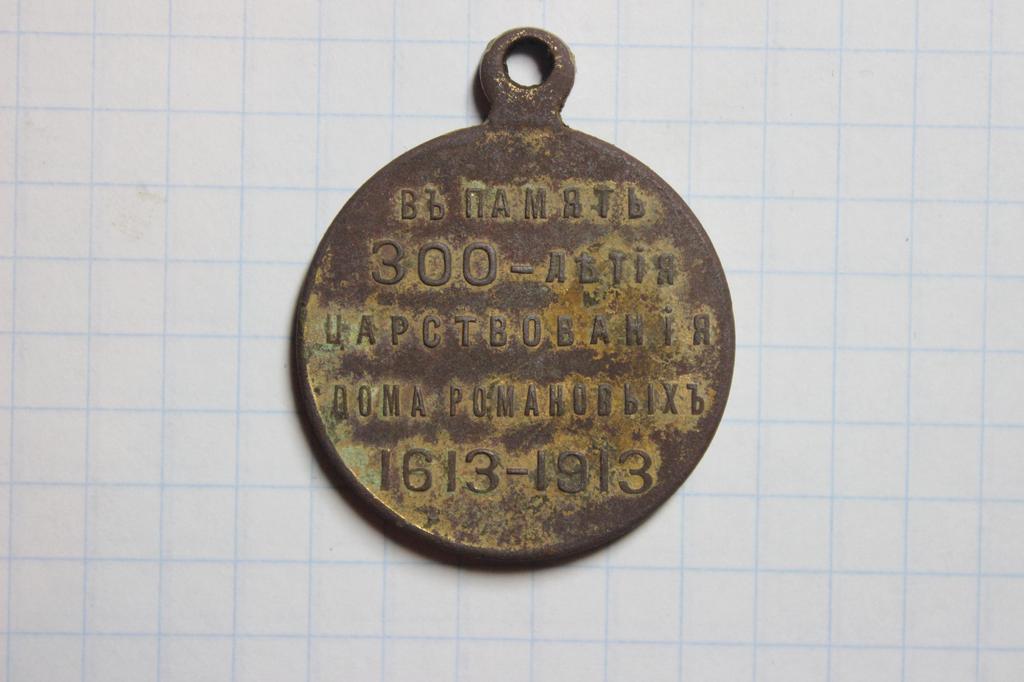 ВЪ ПАМЯТЬ
300-ЛѢТІЯ
ЦАРСТВОВАНІЯ
ДОМА РОМАНОВЫХЪ
1613-1913